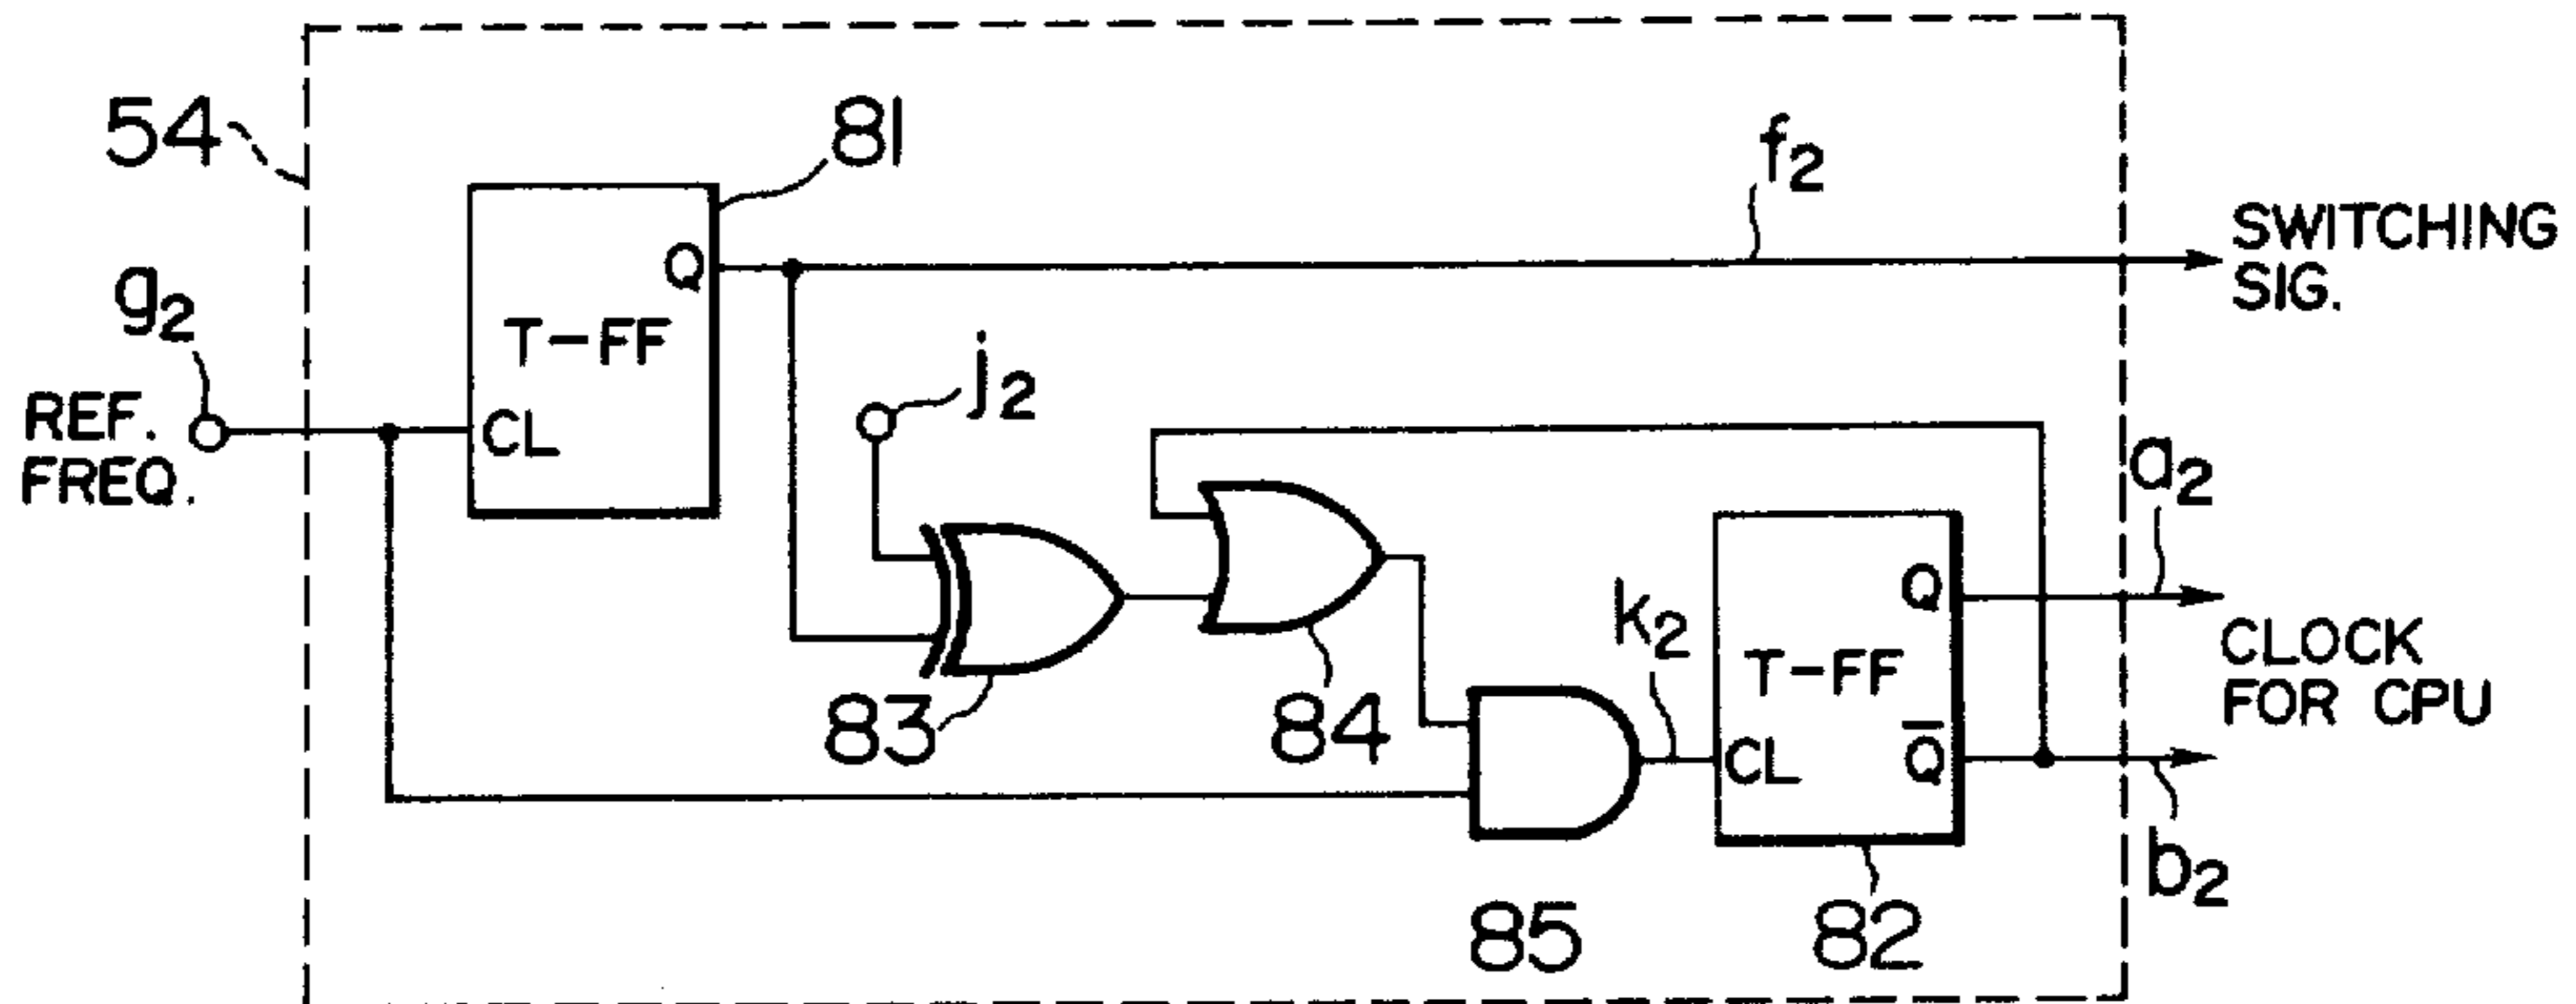 54
81
f2
SWITCHING
SIG.
g2
Q
T-FF
j2
REF.
FREQ.
CL
a2
Q
k2
T-FF
CLOCK
FOR CPU
83
84
CL
Q̅
b2
85
82